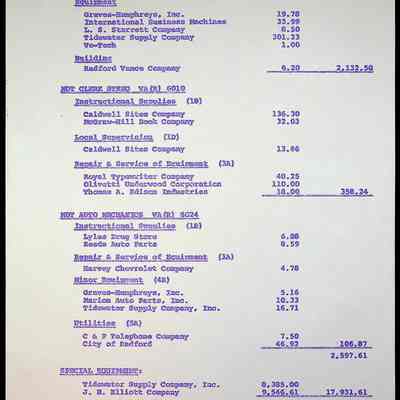 Equipment
Graves-Humphreys, Inc. 19.78
International Business Machines 33.99
L. S. Starrett Company 8.50
Tidewater Supply Company 301.33
Vo-Tech 1.00
Building
Radford Vance Company 6.20 2,132.50
MDT CLERK STENO VA(R) 6010
Instructional Supplies (1B)
Caldwell Sites Company 136.30
McGraw-Hill Book Company 32.03
Local Supervision (1D)
Caldwell Sites Company 13.86
Repair & Service of Equipment (3A)
Royal Typewriter Company 48.25
Olivetti Underwood Corporation 110.00
Thomas A. Edison Industries 18.00 358.24
MDT AUTO MECHANICS VA(R) 6024
Instructional Supplies (1B)
Lyles Drug Store 6.88
Beeds Auto Parts 8.59
Repair & Service of Equipment (3A)
Harvey Chevrolet Company 4.78
Minor Equipment (4B)
Graves-Humphreys, Inc. 5.16
Marion Auto Parts, Inc. 10.33
Tidewater Supply Company, Inc. 16.71
Utilities (5A)
C & P Telephone Company 7.50
City of Radford 46.92 106.87
2,597.61
SPECIAL EQUIPMENT:
Tidewater Supply Company, Inc. 8,385.00
J. H. Elliott Company 9,546.61 17,931.61